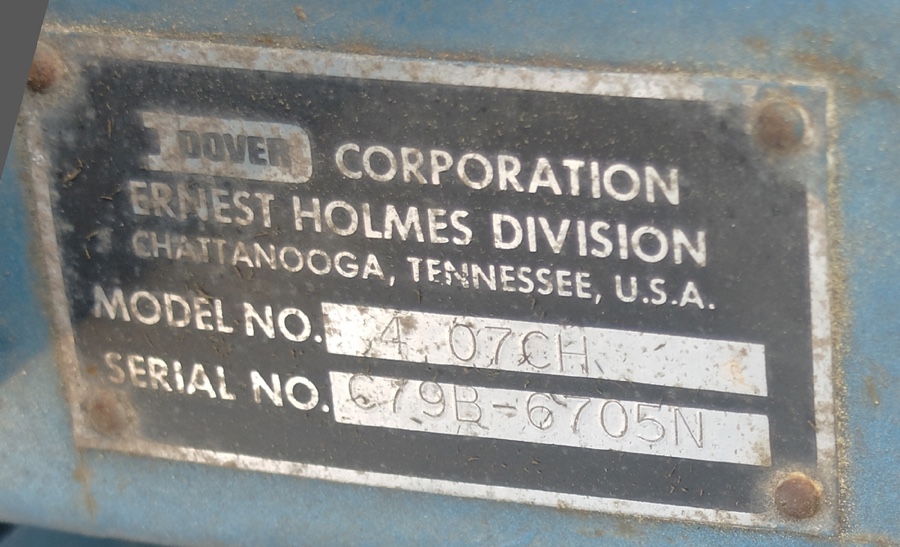 DOVER CORPORATION
ERNEST HOLMES DIVISION
CHATTANOOGA, TENNESSEE, U.S.A.
MODEL NO. 4 07CH
SERIAL NO. C79B-6705N